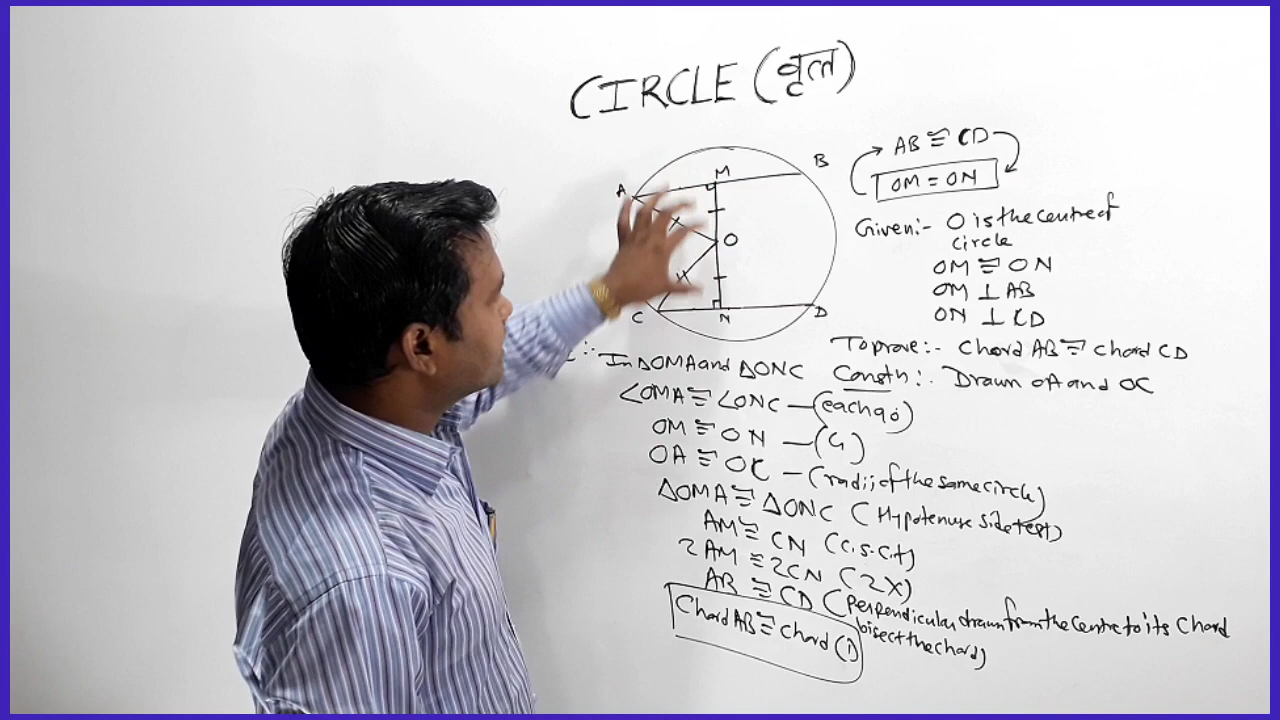 CIRCLE (वृत्त)
A
M
B
O
C
N
D
AB ≅ CD
OM = ON
Given:- O is the centre of
circle
OM ≅ ON
OM ⊥ AB
ON ⊥ CD
To prove:- Chord AB ≅ chord CD
Constn:. Drawn OA and OC
In ΔOMA and ΔONC
∠OMA ≅ ∠ONC — (each 90)
OM ≅ ON — (G)
OA ≅ OC — (radii of the same circle)
ΔOMA ≅ ΔONC (Hypotenuse side test)
AM ≅ CN (C.S.C.t)
2AM ≅ 2CN (2X)
AB ≅ CD (Perpendicular drawn from the centre to its Chord
bisect the chord)
Chord AB ≅ chord CD